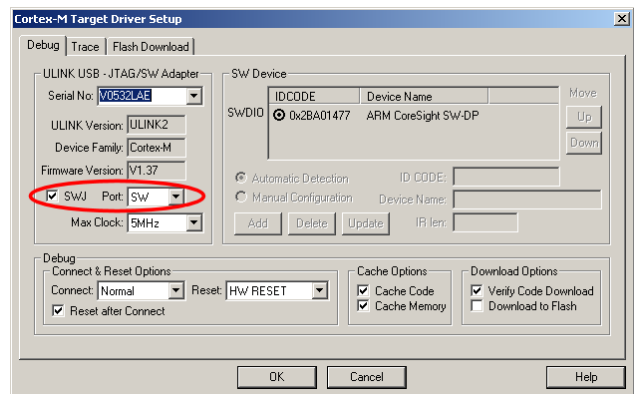 Cortex-M Target Driver Setup
Debug Trace Flash Download
ULINK USB - JTAG/SW Adapter
Serial No: V0532LAE
ULINK Version: ULINK2
Device Family: Cortex-M
Firmware Version: V1.37
SWJ Port: SW
Max Clock: 5MHz
SW Device
IDCODE Device Name Move
SWDIO 0x2BA01477 ARM CoreSight SW-DP Up
Down
Automatic Detection ID CODE:
Manual Configuration Device Name:
Add Delete Update IR len:
Debug
Connect & Reset Options
Connect: Normal Reset: HW RESET
Reset after Connect
Cache Options
Cache Code
Cache Memory
Download Options
Verify Code Download
Download to Flash
OK Cancel Help